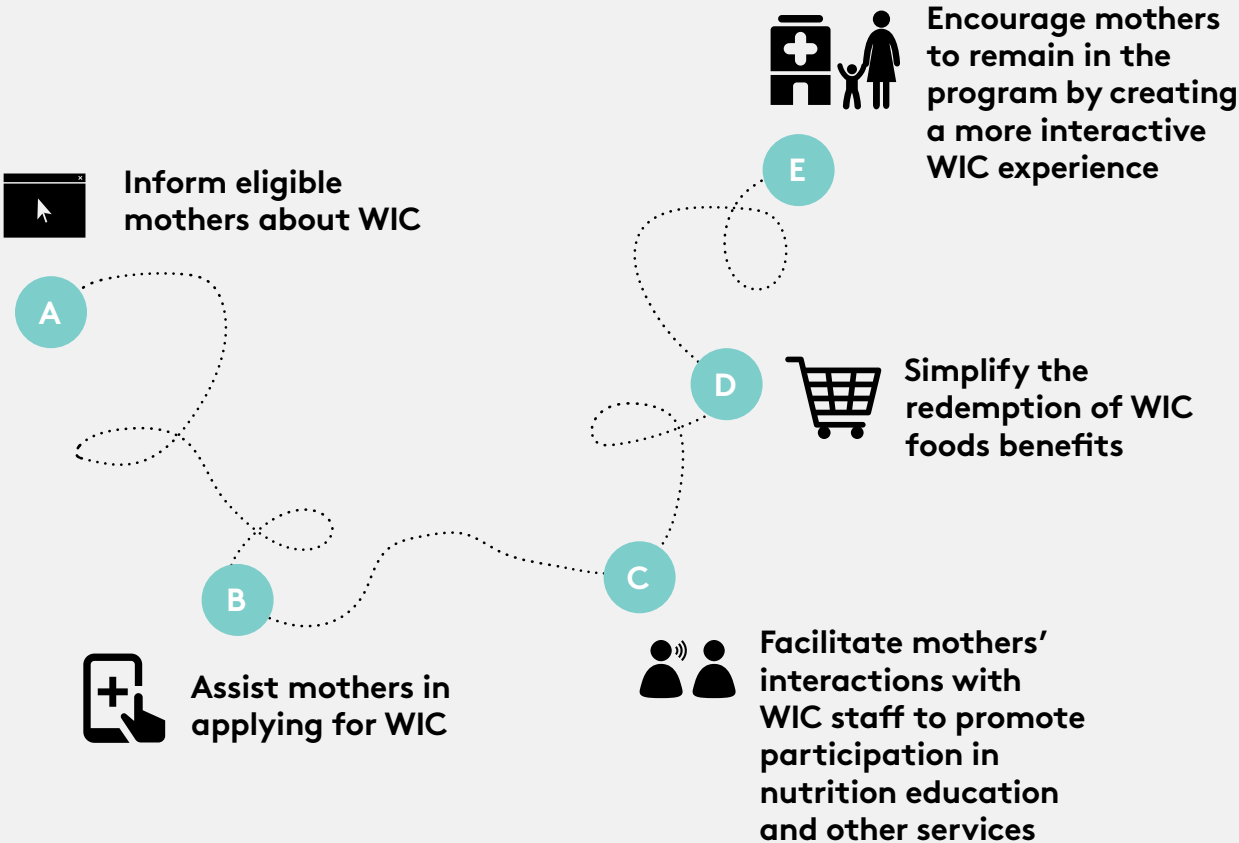 A
Inform eligible
mothers about WIC
B
Assist mothers in
applying for WIC
C
Facilitate mothers’
interactions with
WIC staff to promote
participation in
nutrition education
and other services
D
Simplify the
redemption of WIC
foods benefits
E
Encourage mothers
to remain in the
program by creating
a more interactive
WIC experience